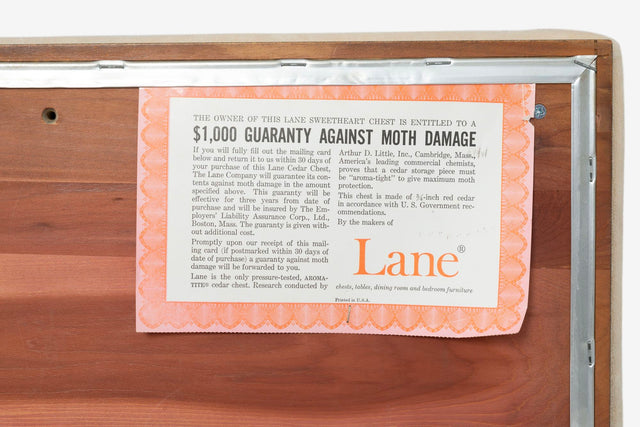 THE OWNER OF THIS LANE SWEETHEART CHEST IS ENTITLED TO A
$1,000 GUARANTY AGAINST MOTH DAMAGE
If you will fully fill out the mailing card
below and return it to us within 30 days of
your purchase of this Lane Cedar Chest,
The Lane Company will guarantee its con-
tents against moth damage in the amount
specified above. This guaranty will be
effective for three years from date of
purchase and will be insured by The Em-
ployers' Liability Assurance Corp., Ltd.,
Boston, Mass. The guaranty is given with-
out additional cost.
Promptly upon our receipt of this mail-
ing card (if postmarked within 30 days of
date of purchase) a guaranty against moth
damage will be forwarded to you.
Lane is the only pressure-tested, AROMA-
TITE® cedar chest. Research conducted by
Arthur D. Little, Inc., Cambridge, Mass.,
America's leading commercial chemists,
proves that a cedar storage piece must
be "aroma-tight" to give maximum moth
protection.
This chest is made of ¾-inch red cedar
in accordance with U. S. Government rec-
ommendations.
By the makers of
Lane®
chests, tables, dining room and bedroom furniture
Printed in U.S.A.